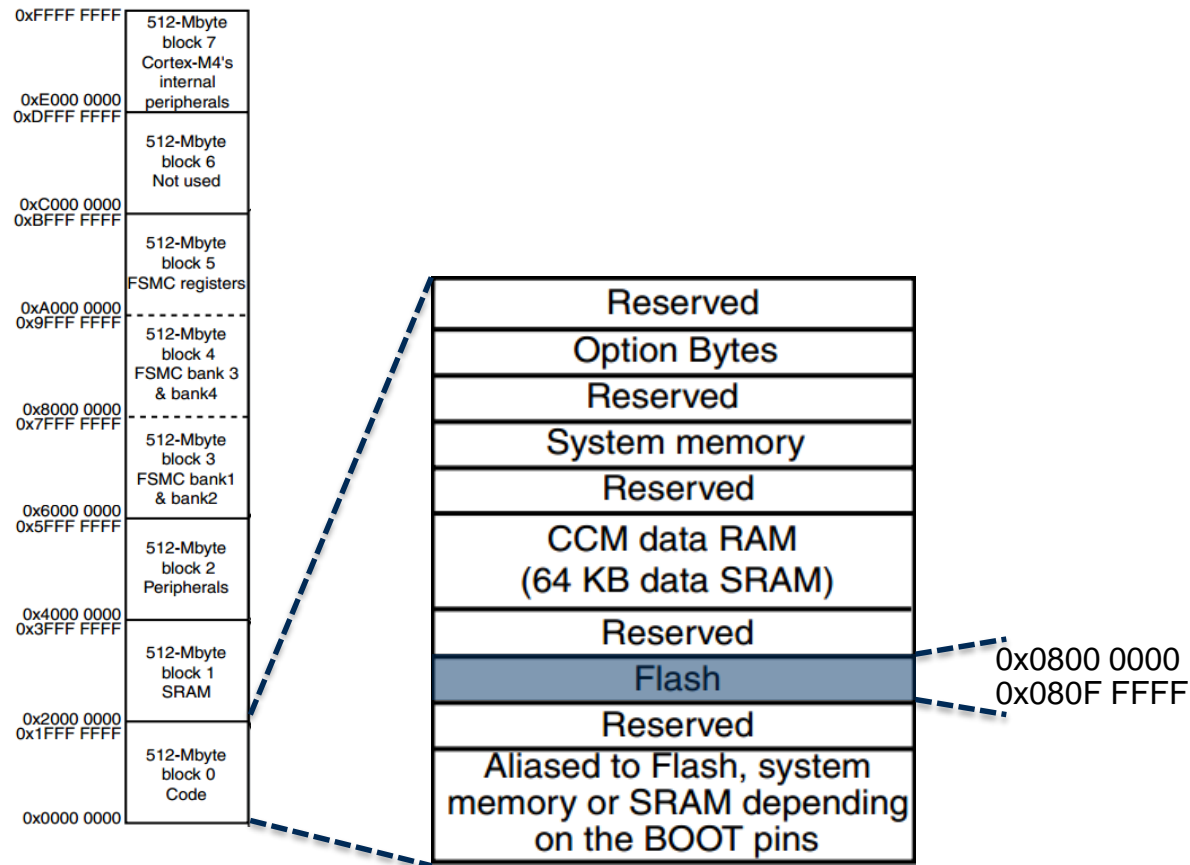 0xFFFF FFFF
512-Mbyte
block 7
Cortex-M4's
internal
peripherals
0xE000 0000
0xDFFF FFFF
512-Mbyte
block 6
Not used
0xC000 0000
0xBFFF FFFF
512-Mbyte
block 5
FSMC registers
0xA000 0000
0x9FFF FFFF
512-Mbyte
block 4
FSMC bank 3
& bank4
0x8000 0000
0x7FFF FFFF
512-Mbyte
block 3
FSMC bank1
& bank2
0x6000 0000
0x5FFF FFFF
512-Mbyte
block 2
Peripherals
0x4000 0000
0x3FFF FFFF
512-Mbyte
block 1
SRAM
0x2000 0000
0x1FFF FFFF
512-Mbyte
block 0
Code
0x0000 0000
Reserved
Option Bytes
Reserved
System memory
Reserved
CCM data RAM
(64 KB data SRAM)
Reserved
Flash
Reserved
Aliased to Flash, system
memory or SRAM depending
on the BOOT pins
0x0800 0000
0x080F FFFF